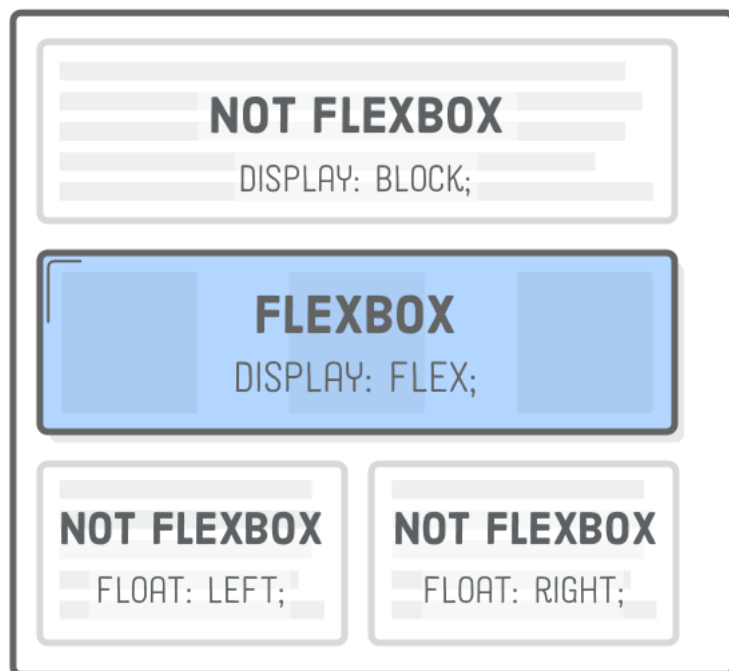 NOT FLEXBOX
DISPLAY: BLOCK;
FLEXBOX
DISPLAY: FLEX;
NOT FLEXBOX
FLOAT: LEFT;
NOT FLEXBOX
FLOAT: RIGHT;